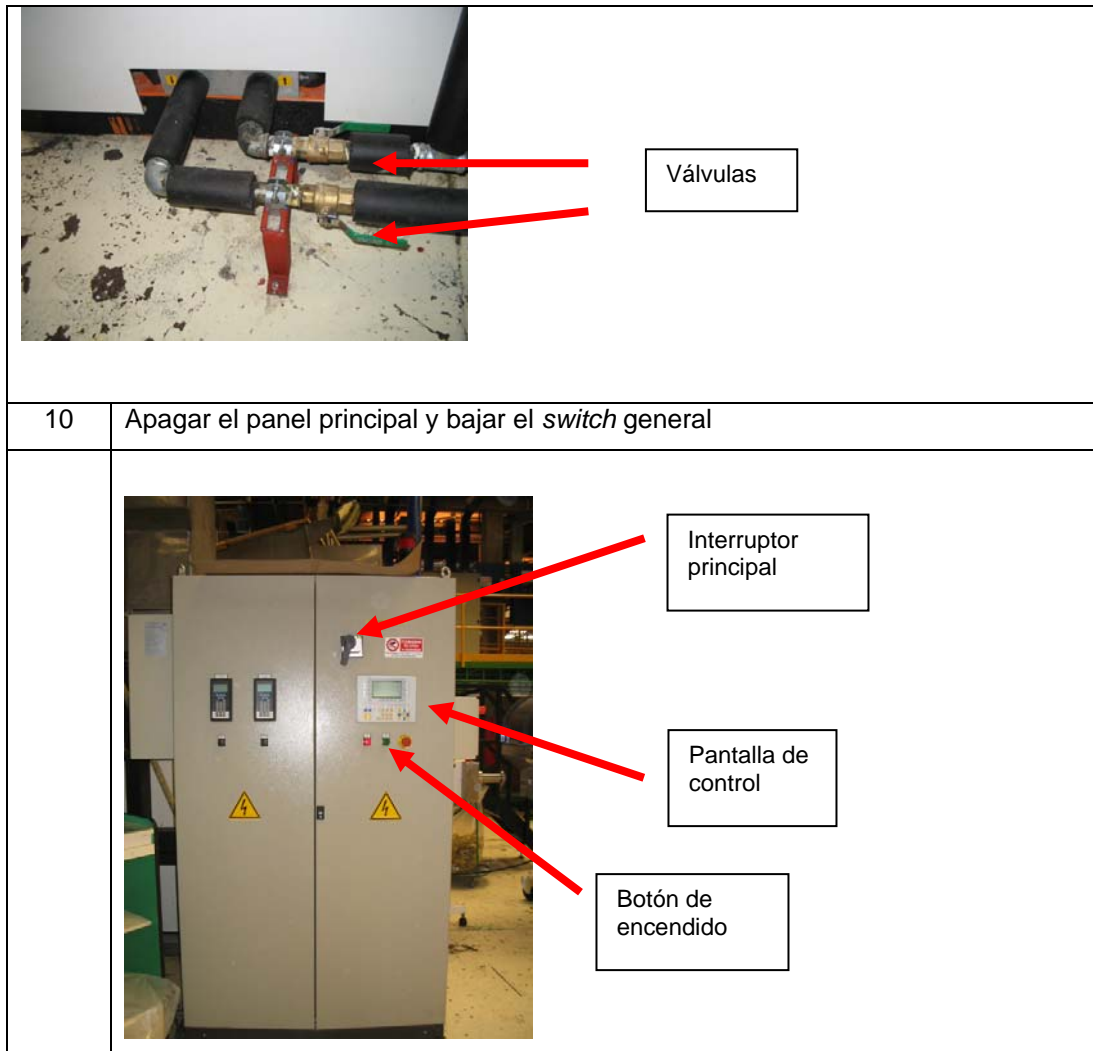 Válvulas
10 Apagar el panel principal y bajar el switch general
Interruptor
principal
Pantalla de
control
Botón de
encendido